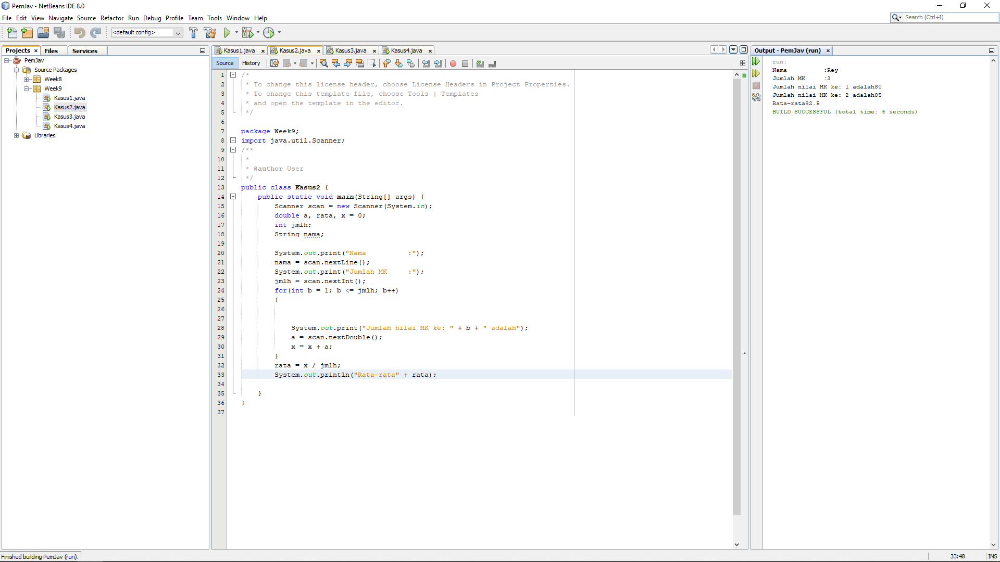 PemJav - NetBeans IDE 8.0
File Edit View Navigate Source Refactor Run Debug Profile Team Tools Window Help
Search (Ctrl+I)
<default config>
Projects Files Services
PemJav
Source Packages
Week8
Week9
Kasus1.java
Kasus2.java
Kasus3.java
Kasus4.java
Libraries
Kasus1.java Kasus2.java Kasus3.java Kasus4.java
Source History
1 /*
2  * To change this license header, choose License Headers in Project Properties.
3  * To change this template file, choose Tools | Templates
4  * and open the template in the editor.
5  */
6
7 package Week9;
8 import java.util.Scanner;
9 /**
10  *
11  * @author User
12  */
13 public class Kasus2 {
14     public static void main(String[] args) {
15         Scanner scan = new Scanner(System.in);
16         double a, rata, x = 0;
17         int jmlh;
18         String nama;
19
20         System.out.print("Nama          :");
21         nama = scan.nextLine();
22         System.out.print("Jumlah MK     :");
23         jmlh = scan.nextInt();
24         for(int b = 1; b <= jmlh; b++)
25         {
26
27
28             System.out.print("Jumlah nilai MK ke: " + b + " adalah");
29             a = scan.nextDouble();
30             x = x + a;
31         }
32         rata = x / jmlh;
33         System.out.println("Rata-rata" + rata);
34
35     }
36 }
37
Output - PemJav (run)
run:
Nama          :Rey
Jumlah MK     :2
Jumlah nilai MK ke: 1 adalah80
Jumlah nilai MK ke: 2 adalah85
Rata-rata82.5
BUILD SUCCESSFUL (total time: 6 seconds)
Finished building PemJav (run).
33:48 INS